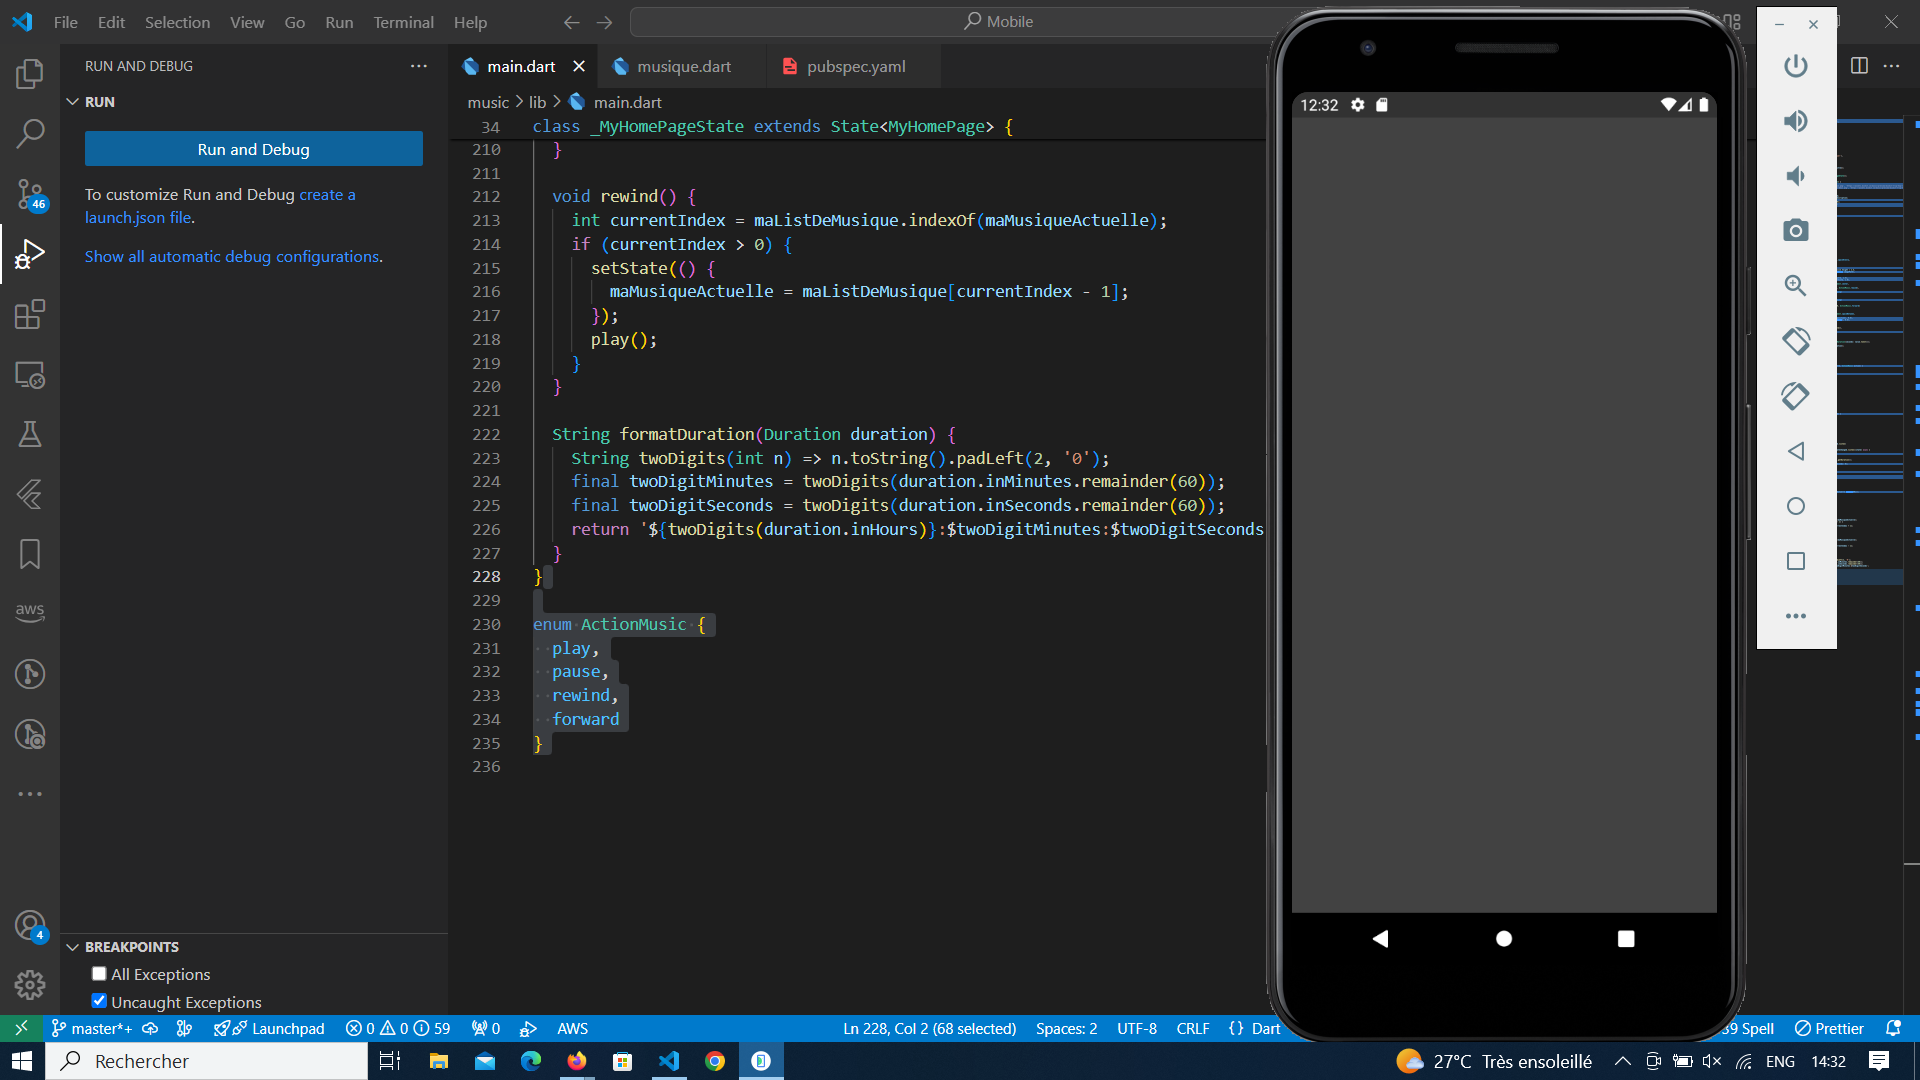 File Edit Selection View Go Run Terminal Help
Mobile
RUN AND DEBUG
RUN
Run and Debug
To customize Run and Debug create a
launch.json file.
Show all automatic debug configurations.
main.dart
musique.dart
pubspec.yaml
music > lib > main.dart
34 class _MyHomePageState extends State<MyHomePage> {
210 }
211
212 void rewind() {
213 int currentIndex = maListDeMusique.indexOf(maMusiqueActuelle);
214 if (currentIndex > 0) {
215 setState(() {
216 maMusiqueActuelle = maListDeMusique[currentIndex - 1];
217 });
218 play();
219 }
220 }
221
222 String formatDuration(Duration duration) {
223 String twoDigits(int n) => n.toString().padLeft(2, '0');
224 final twoDigitMinutes = twoDigits(duration.inMinutes.remainder(60));
225 final twoDigitSeconds = twoDigits(duration.inSeconds.remainder(60));
226 return '${twoDigits(duration.inHours)}:$twoDigitMinutes:$twoDigitSeconds
227 }
228 }
229
230 enum ActionMusic {
231 play,
232 pause,
233 rewind,
234 forward
235 }
236
12:32
46
aws
4
BREAKPOINTS
All Exceptions
Uncaught Exceptions
master*+ Launchpad 0 0 59 0 AWS Ln 228, Col 2 (68 selected) Spaces: 2 UTF-8 CRLF {} Dart 39 Spell Prettier
Rechercher
27°C Très ensoleillé
ENG
14:32